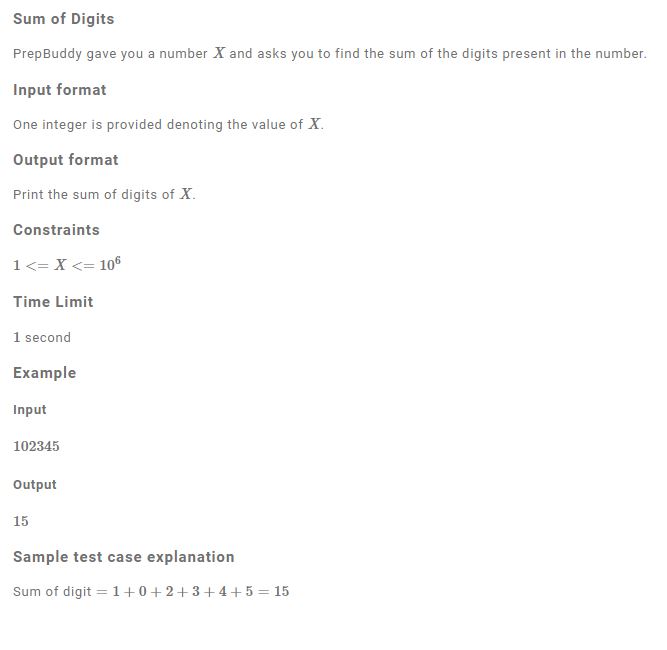 Sum of Digits
PrepBuddy gave you a number X and asks you to find the sum of the digits present in the number.
Input format
One integer is provided denoting the value of X.
Output format
Print the sum of digits of X.
Constraints
1 <= X <= 10⁶
Time Limit
1 second
Example
Input
102345
Output
15
Sample test case explanation
Sum of digit = 1 + 0 + 2 + 3 + 4 + 5 = 15